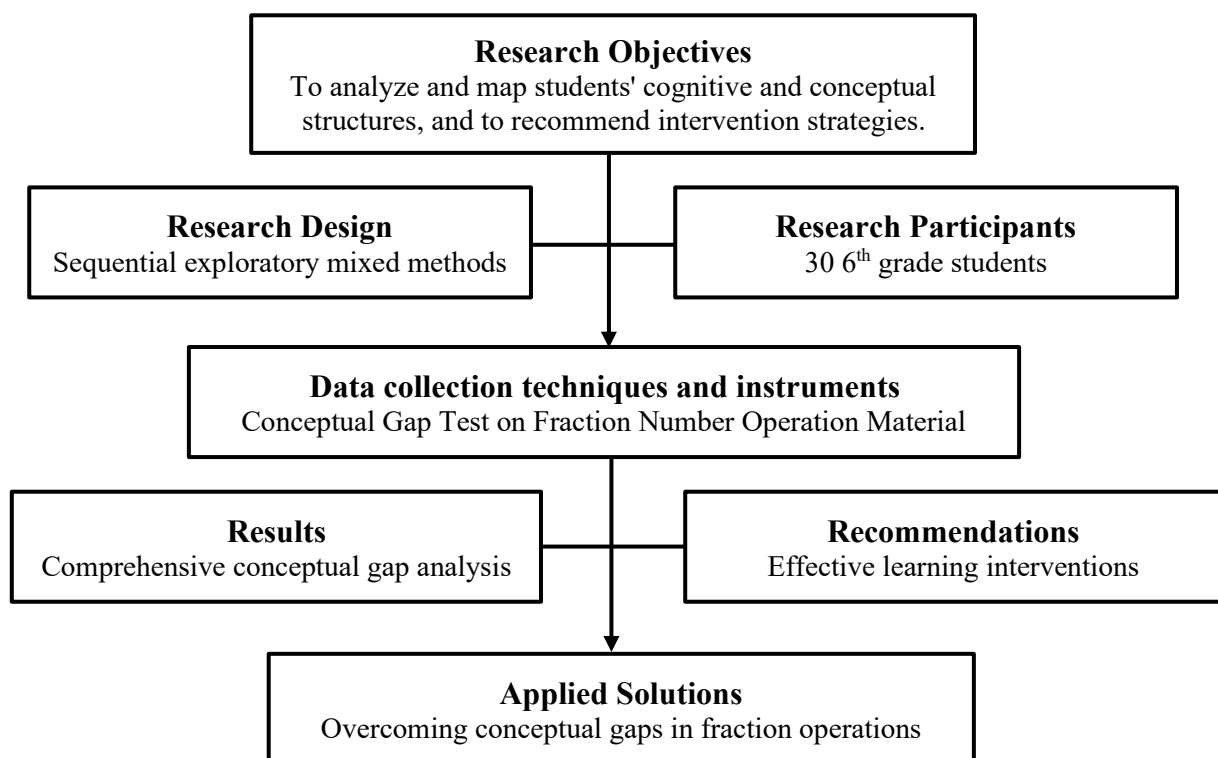 Research Objectives
To analyze and map students' cognitive and conceptual
structures, and to recommend intervention strategies.
Research Design
Sequential exploratory mixed methods
Research Participants
30 6th grade students
Data collection techniques and instruments
Conceptual Gap Test on Fraction Number Operation Material
Results
Comprehensive conceptual gap analysis
Recommendations
Effective learning interventions
Applied Solutions
Overcoming conceptual gaps in fraction operations